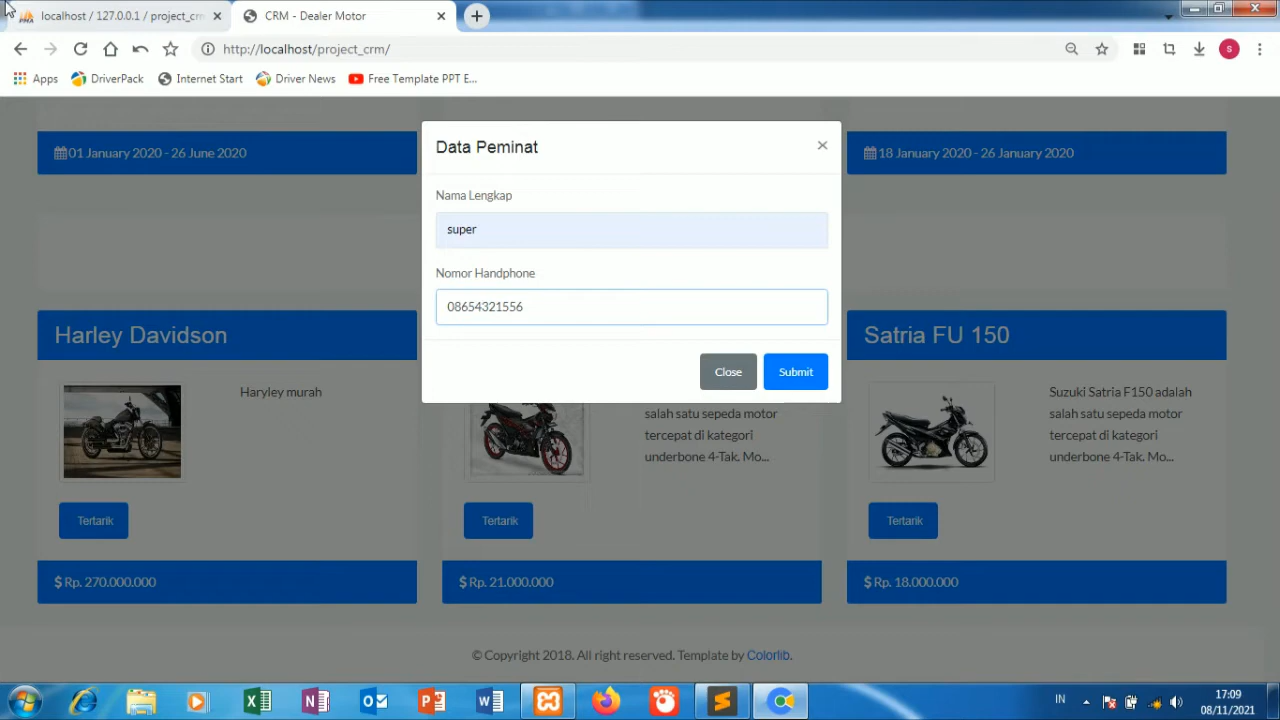 localhost / 127.0.0.1 / project_crm
CRM - Dealer Motor
http://localhost/project_crm/
S
Apps
DriverPack
Internet Start
Driver News
Free Template PPT E...
01 January 2020 - 26 June 2020
18 January 2020 - 26 January 2020
Data Peminat
×
Nama Lengkap
super
Nomor Handphone
08654321556
Close
Submit
Harley Davidson
Satria FU 150
Haryley murah
salah satu sepeda motor
tercepat di kategori
underbone 4-Tak. Mo...
Suzuki Satria F150 adalah
salah satu sepeda motor
tercepat di kategori
underbone 4-Tak. Mo...
Tertarik
Tertarik
Tertarik
$ Rp. 270.000.000
$ Rp. 21.000.000
$ Rp. 18.000.000
© Copyright 2018. All right reserved. Template by Colorlib.
IN
17:09
08/11/2021